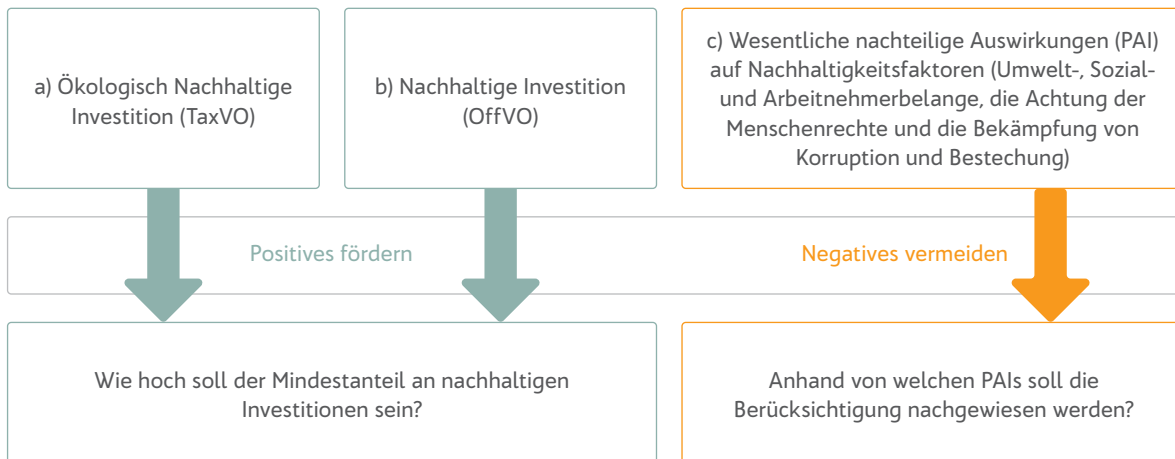 a) Ökologisch Nachhaltige
Investition (TaxVO)
b) Nachhaltige Investition
(OffVO)
c) Wesentliche nachteilige Auswirkungen (PAI)
auf Nachhaltigkeitsfaktoren (Umwelt-, Sozial-
und Arbeitnehmerbelange, die Achtung der
Menschenrechte und die Bekämpfung von
Korruption und Bestechung)
Positives fördern
Negatives vermeiden
Wie hoch soll der Mindestanteil an nachhaltigen
Investitionen sein?
Anhand von welchen PAIs soll die
Berücksichtigung nachgewiesen werden?